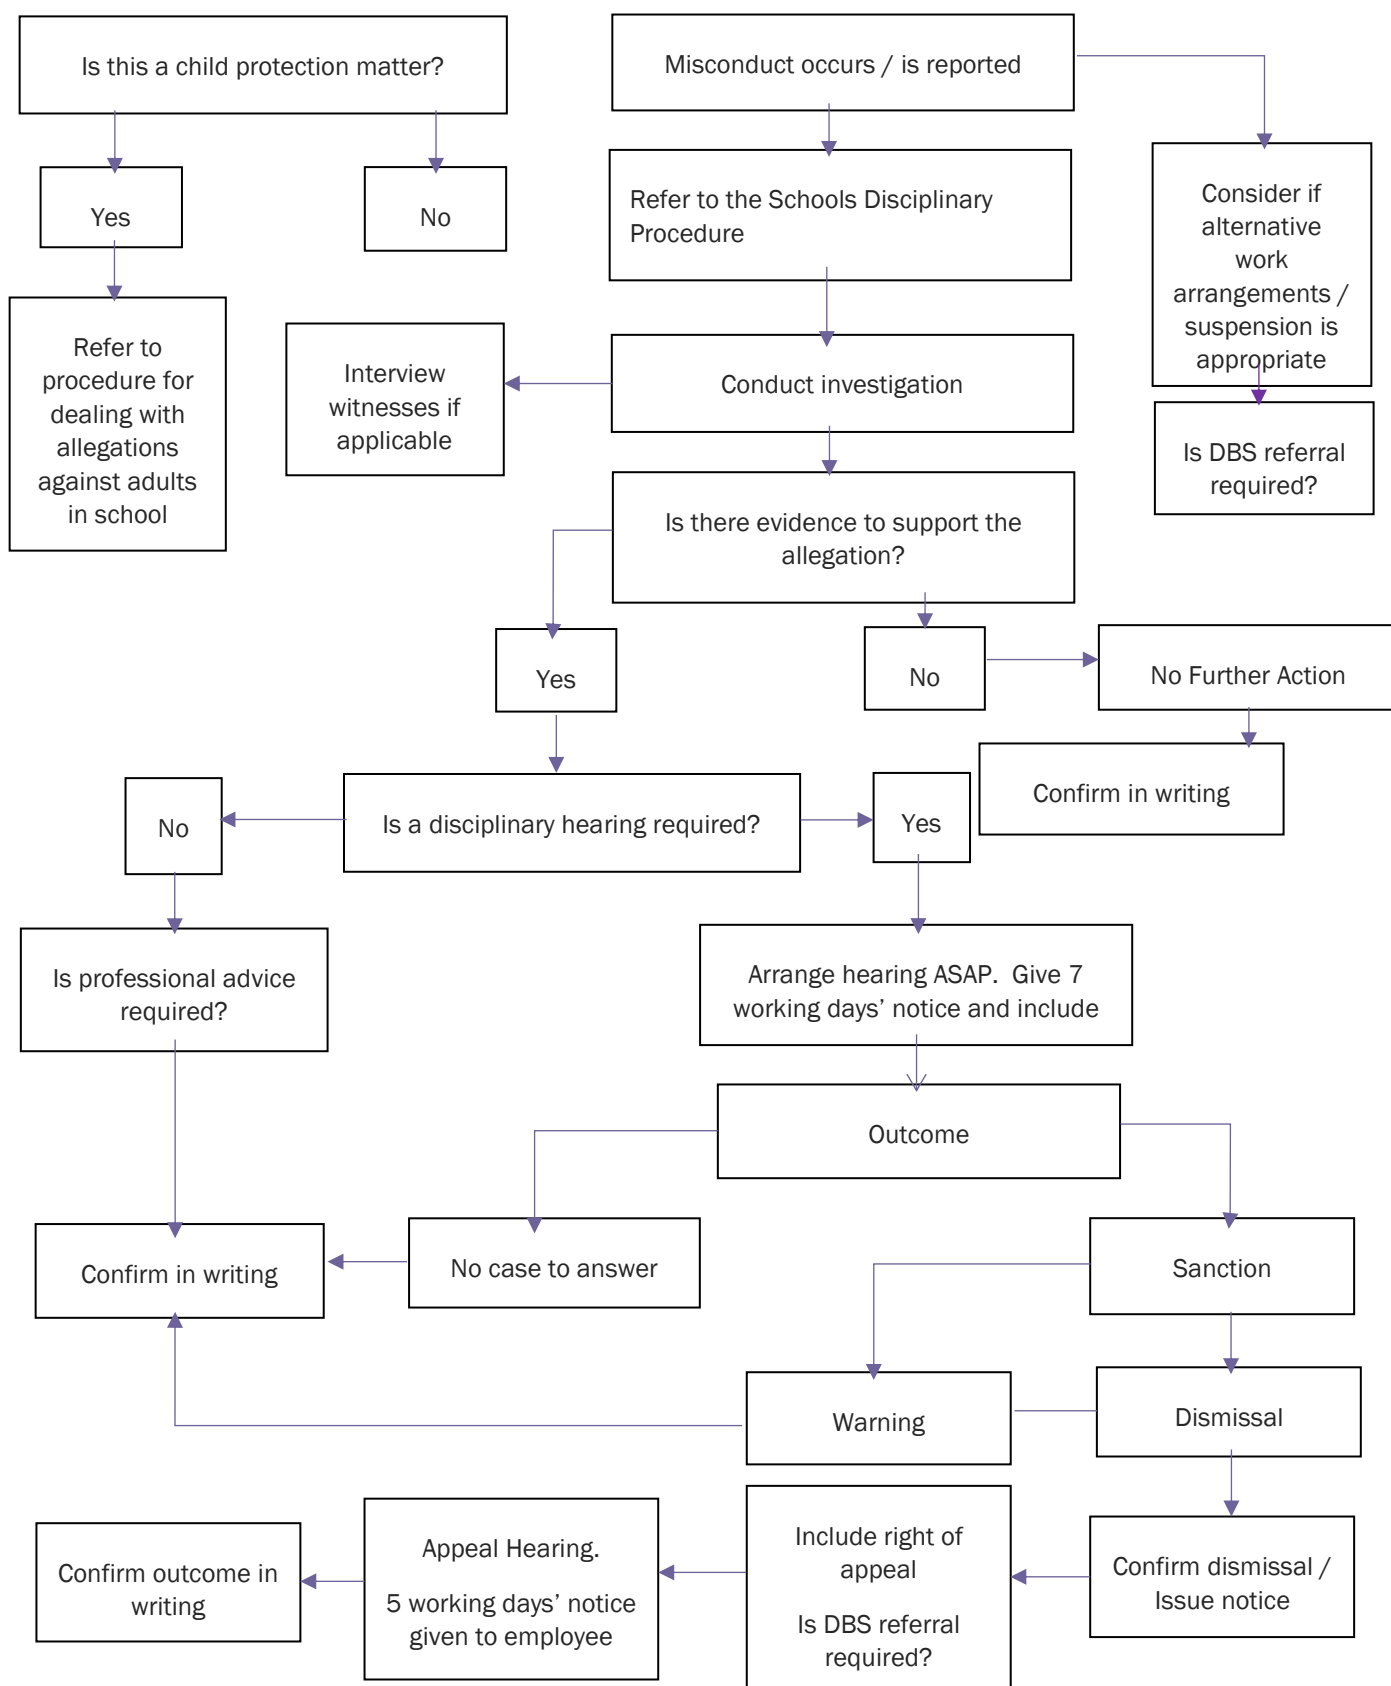 Is this a child protection matter?
Misconduct occurs / is reported
Yes
No
Refer to the Schools Disciplinary
Procedure
Consider if
alternative
work
arrangements /
suspension is
appropriate
Refer to
procedure for
dealing with
allegations
against adults
in school
Interview
witnesses if
applicable
Conduct investigation
Is DBS referral
required?
Is there evidence to support the
allegation?
Yes
No
No Further Action
Confirm in writing
No
Is a disciplinary hearing required?
Yes
Is professional advice
required?
Arrange hearing ASAP.  Give 7
working days’ notice and include
Outcome
Confirm in writing
No case to answer
Sanction
Warning
Dismissal
Confirm outcome in
writing
Appeal Hearing.
5 working days’ notice
given to employee
Include right of
appeal
Is DBS referral
required?
Confirm dismissal /
Issue notice